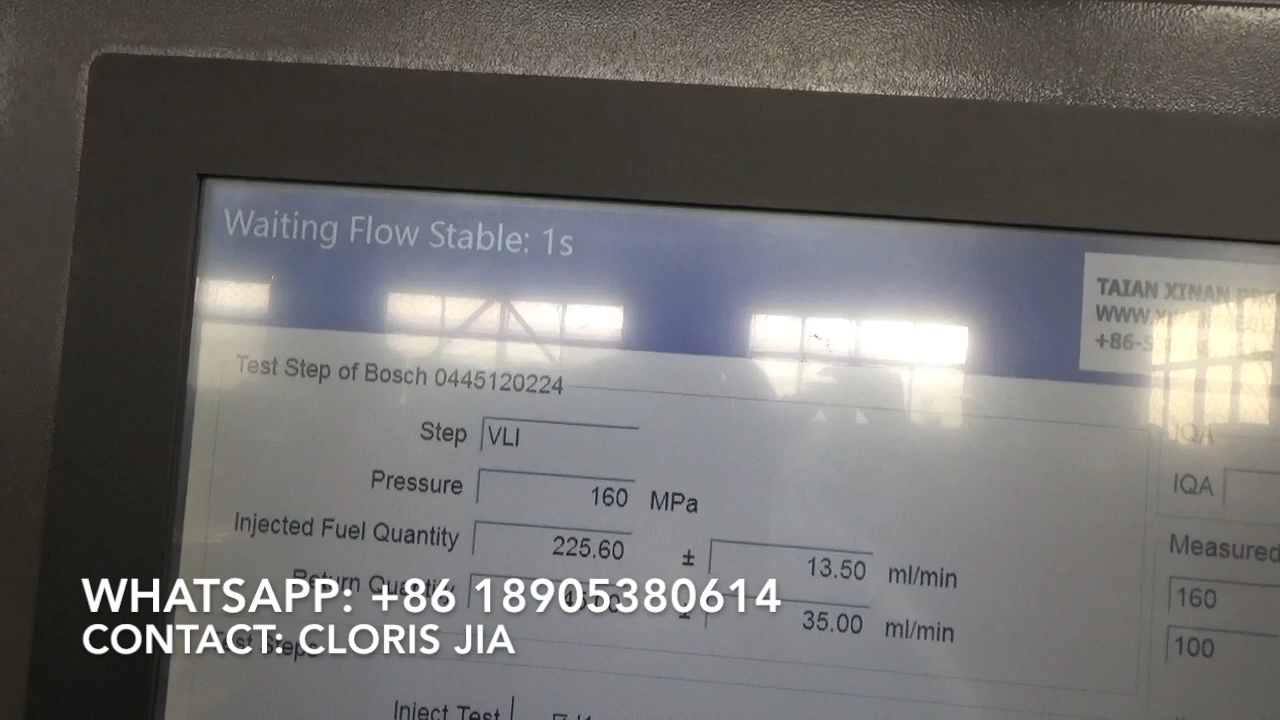 Waiting Flow Stable: 1s
TAIAN XINAN
WWW.
+86-5
Test Step of Bosch 0445120224
Step VLI
Pressure 160 MPa
Injected Fuel Quantity 225.60 ± 13.50 ml/min
Return Quantity ± 35.00 ml/min
IQA
IQA
Measured
160
100
WHATSAPP: +86 18905380614
CONTACT: CLORIS JIA
Test Steps
Inject Test